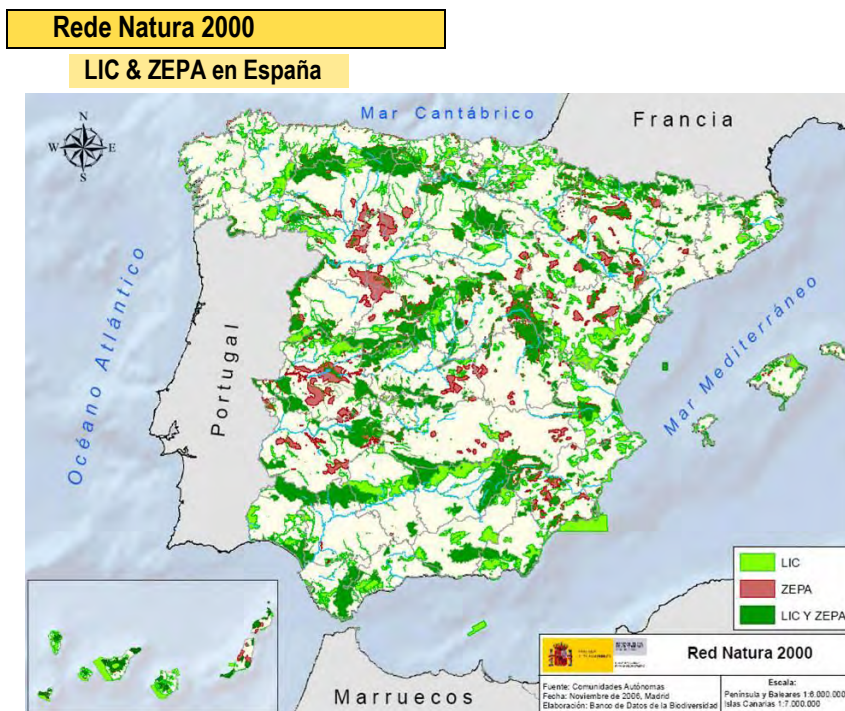 Rede Natura 2000
LIC & ZEPA en España
N
W E
S
Mar Cantábrico
Francia
Océano Atlántico
Portugal
Mar Mediterráneo
LIC
ZEPA
LIC Y ZEPA
Marruecos
Red Natura 2000
Fuente: Comunidades Autónomas
Fecha: Noviembre de 2006, Madrid
Elaboración: Banco de Datos de la Biodiversidad
Escala:
Península y Baleares 1:6.000.000
Islas Canarias 1:7.000.000